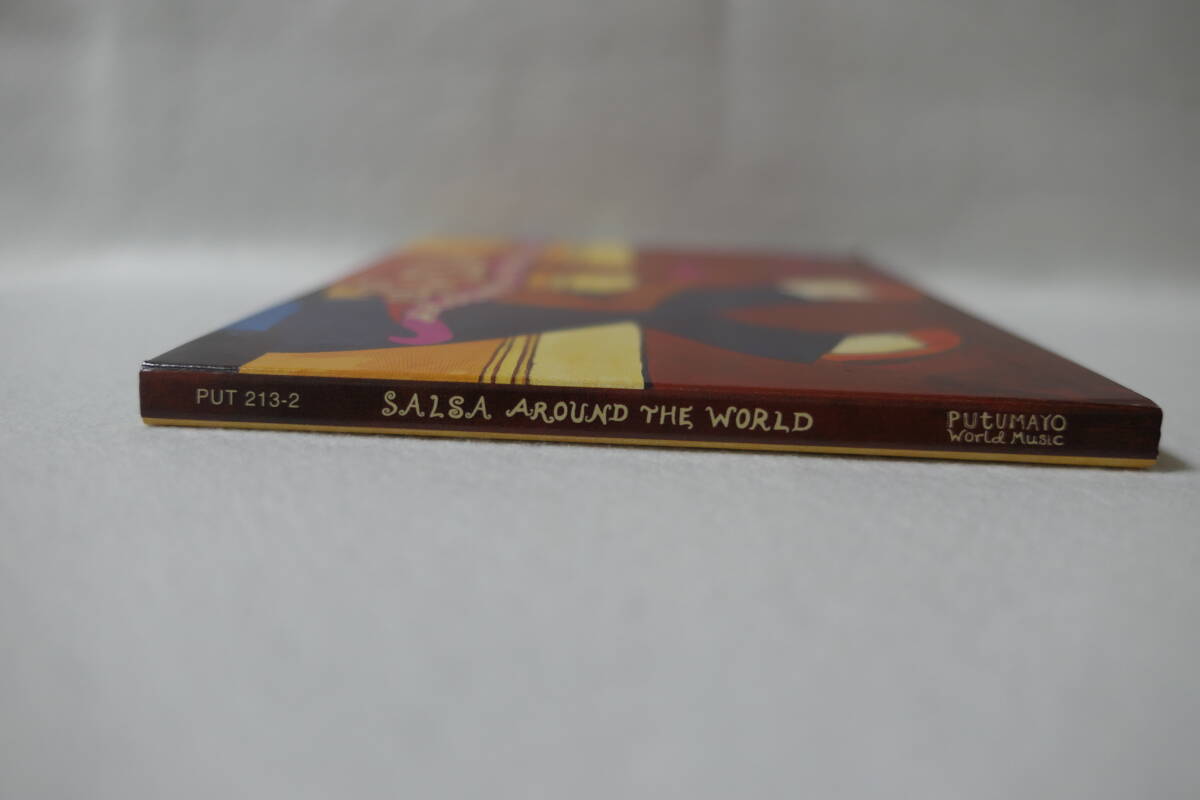 PUT 213-2
SALSA AROUND THE WORLD
PUTUMAYO
World Music